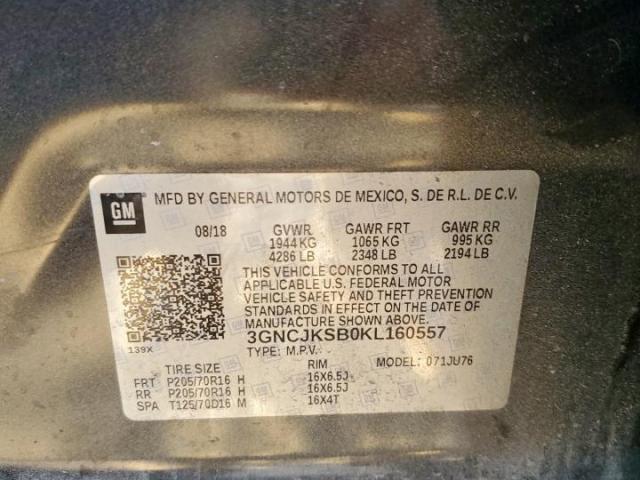 GM
MFD BY GENERAL MOTORS DE MEXICO, S. DE R.L. DE C.V.
08/18 GVWR GAWR FRT GAWR RR
1944 KG 1065 KG 995 KG
4286 LB 2348 LB 2194 LB
THIS VEHICLE CONFORMS TO ALL
APPLICABLE U.S. FEDERAL MOTOR
VEHICLE SAFETY AND THEFT PREVENTION
STANDARDS IN EFFECT ON THE DATE OF
MANUFACTURE SHOWN ABOVE.
3GNCJKSB0KL160557
139X TYPE: M.P.V. MODEL: 071JU76
TIRE SIZE RIM
FRT P205/70R16 H 16X6.5J
RR P205/70R16 H 16X6.5J
SPA T125/70D16 M 16X4T